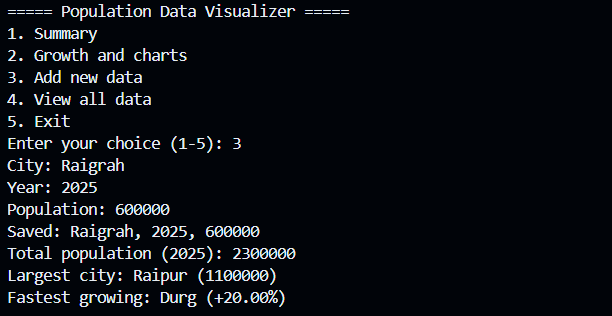 ===== Population Data Visualizer =====
1. Summary
2. Growth and charts
3. Add new data
4. View all data
5. Exit
Enter your choice (1-5): 3
City: Raigrah
Year: 2025
Population: 600000
Saved: Raigrah, 2025, 600000
Total population (2025): 2300000
Largest city: Raipur (1100000)
Fastest growing: Durg (+20.00%)